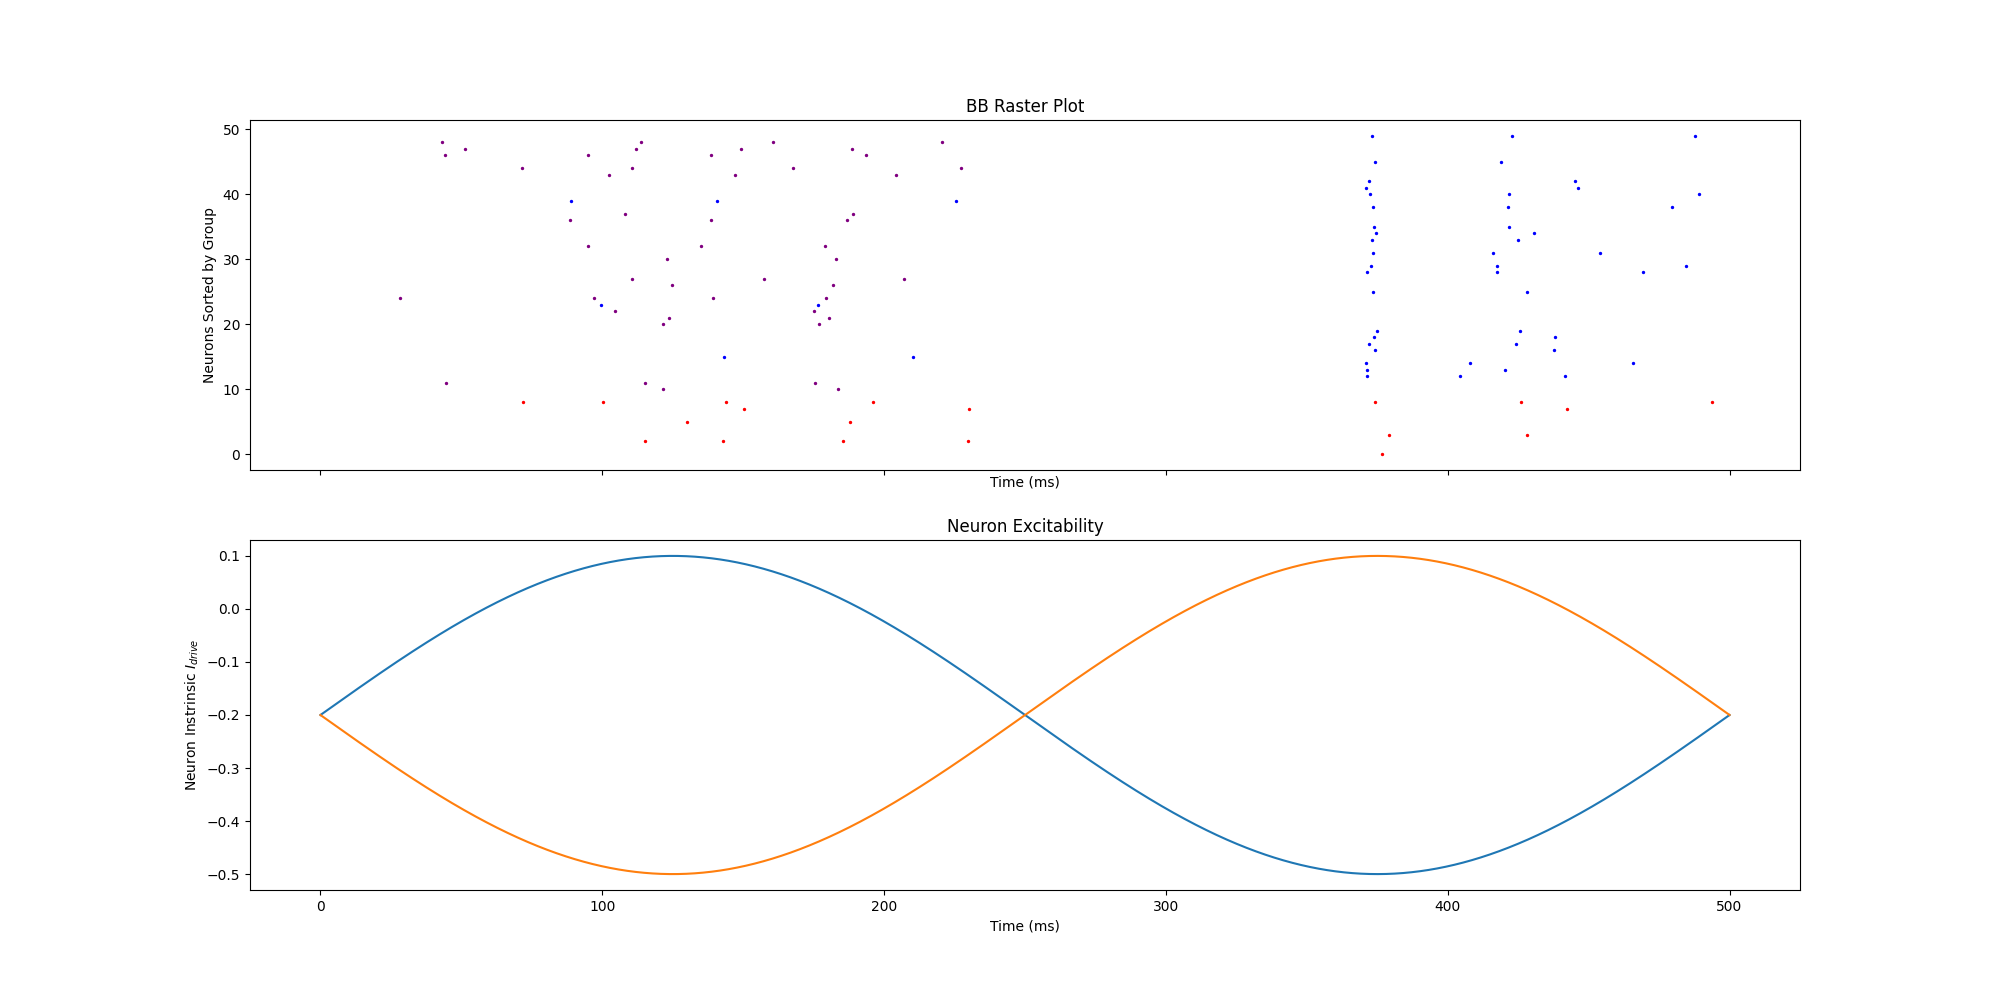 BB Raster Plot
50
40
30
20
10
0
Neurons Sorted by Group
Time (ms)
Neuron Excitability
0.1
0.0
−0.1
−0.2
−0.3
−0.4
−0.5
Neuron Instrinsic I_drive
0 100 200 300 400 500
Time (ms)